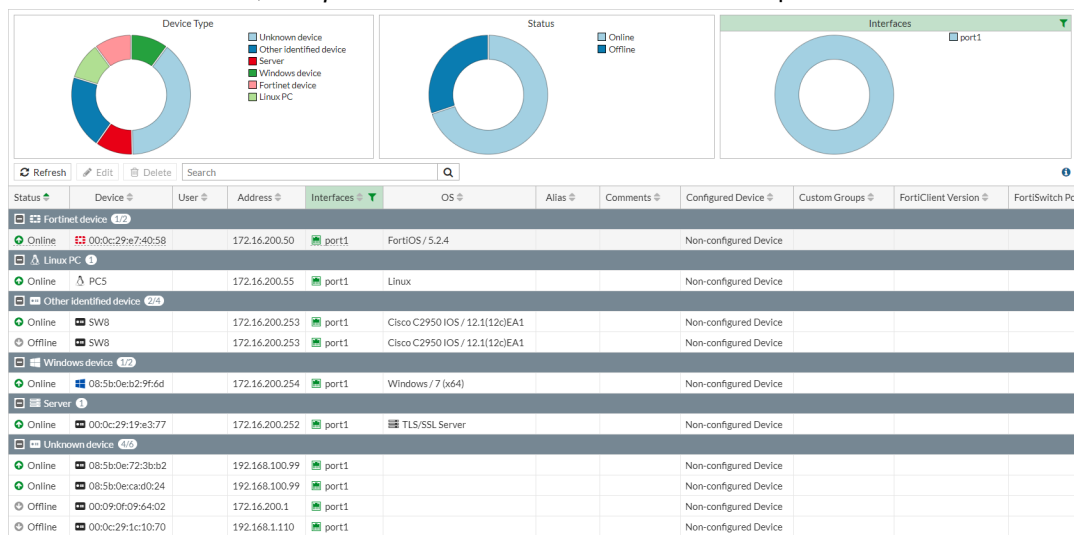 Device Type
Unknown device
Other identified device
Server
Windows device
Fortinet device
Linux PC
Status
Online
Offline
Interfaces
port1
Refresh Edit Delete Search
Status Device User Address Interfaces OS Alias Comments Configured Device Custom Groups FortiClient Version FortiSwitch Po
Fortinet device 1/2
Online 00:0c:29:e7:40:58 172.16.200.50 port1 FortiOS / 5.2.4 Non-configured Device
Linux PC 1
Online PC5 172.16.200.55 port1 Linux Non-configured Device
Other identified device 2/4
Online SW8 172.16.200.253 port1 Cisco C2950 IOS / 12.1(12c)EA1 Non-configured Device
Offline SW8 172.16.200.253 port1 Cisco C2950 IOS / 12.1(12c)EA1 Non-configured Device
Windows device 1/2
Online 08:5b:0e:b2:9f:6d 172.16.200.254 port1 Windows / 7 (x64) Non-configured Device
Server 1
Online 00:0c:29:19:e3:77 172.16.200.252 port1 TLS/SSL Server Non-configured Device
Unknown device 4/6
Online 08:5b:0e:72:3b:b2 192.168.100.99 port1 Non-configured Device
Online 08:5b:0e:ca:d0:24 192.168.100.99 port1 Non-configured Device
Offline 00:09:0f:09:64:02 172.16.200.1 port1 Non-configured Device
Offline 00:0c:29:1c:10:70 192.168.1.110 port1 Non-configured Device